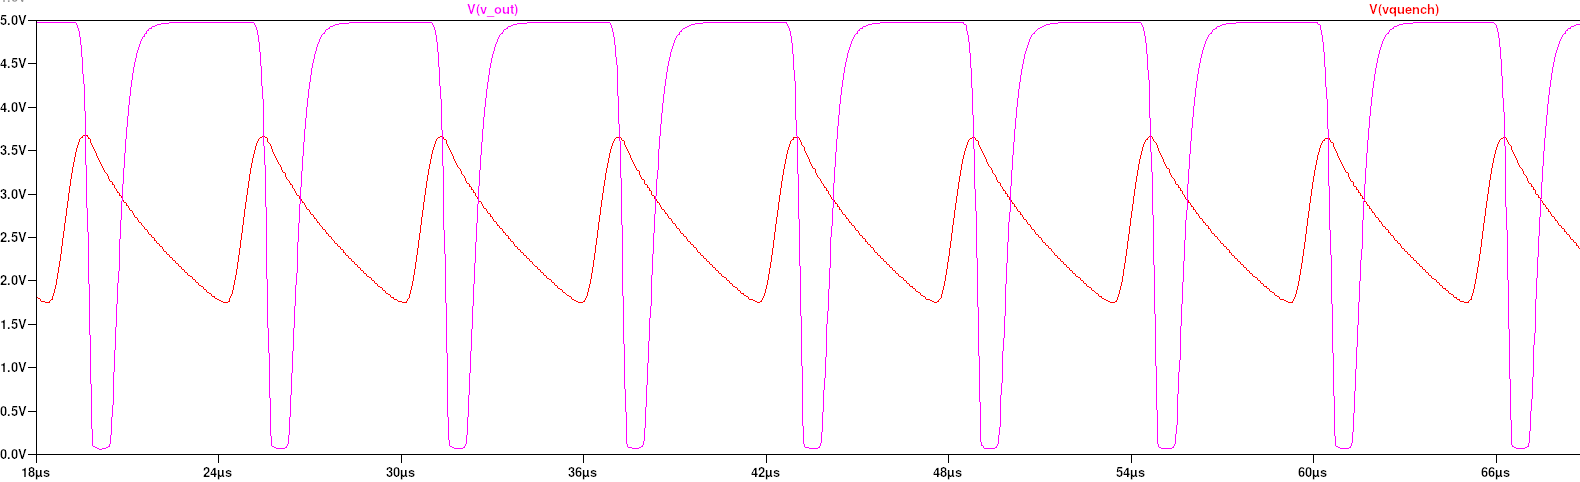 V(v_out) V(vquench)
5.0V
4.5V
4.0V
3.5V
3.0V
2.5V
2.0V
1.5V
1.0V
0.5V
0.0V
18µs 24µs 30µs 36µs 42µs 48µs 54µs 60µs 66µs